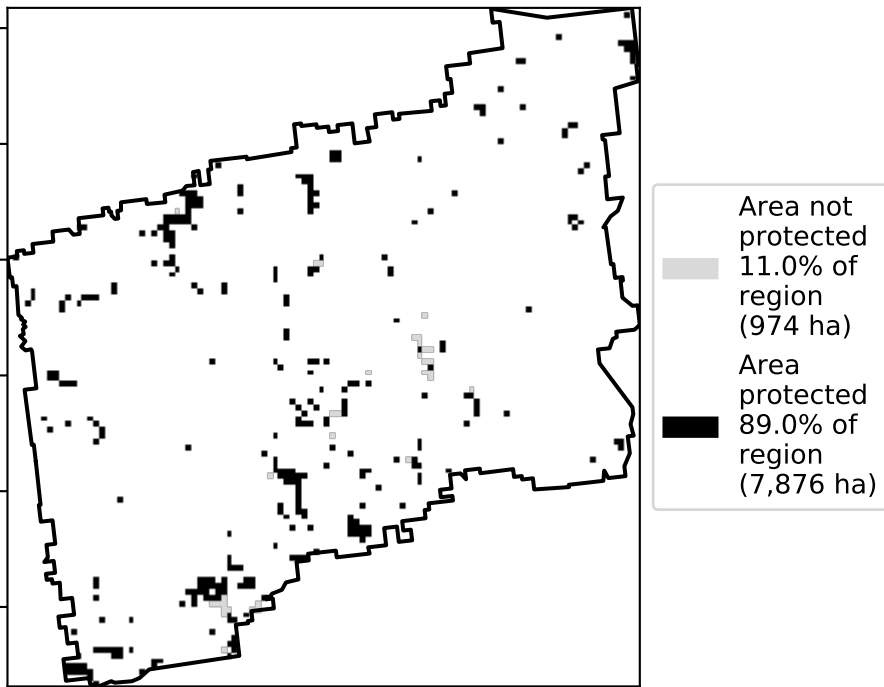 Area not
protected
11.0% of
region
(974 ha)
Area
protected
89.0% of
region
(7,876 ha)